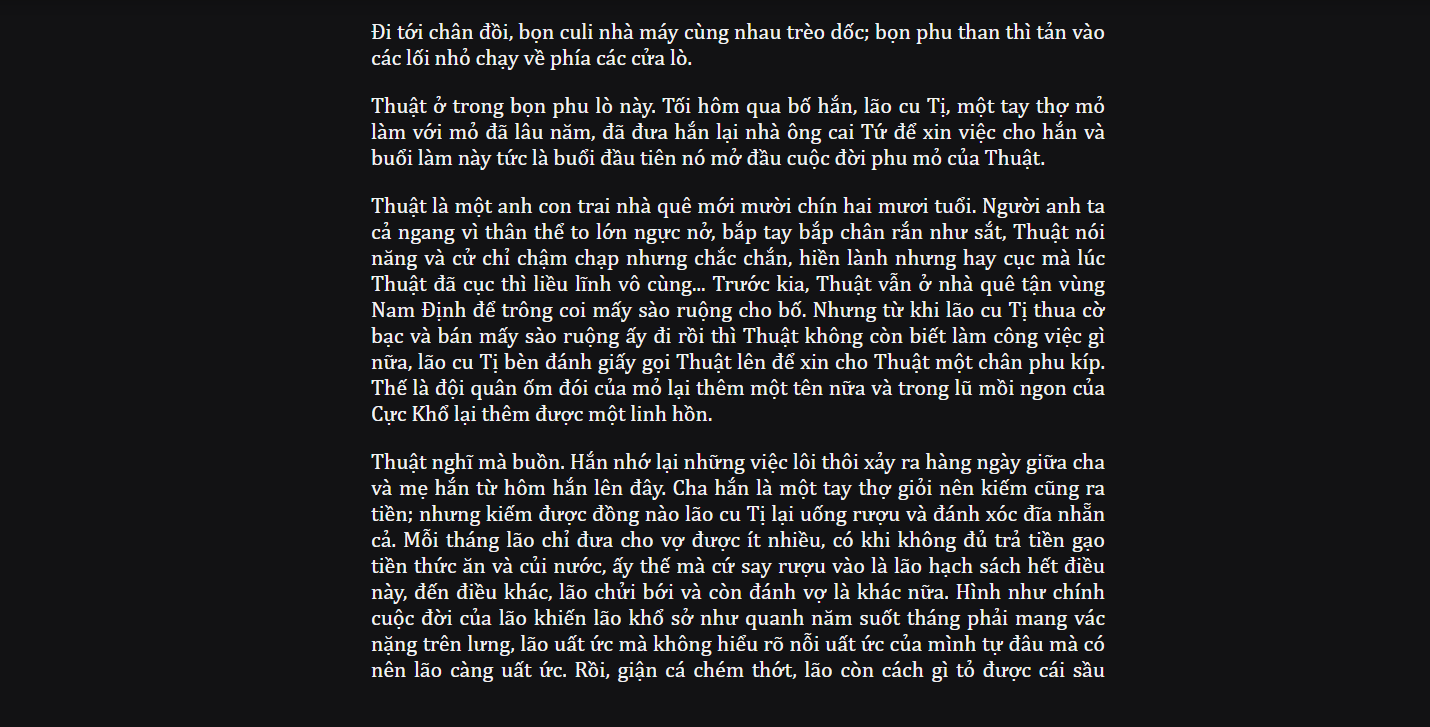 Đi tới chân đồi, bọn culi nhà máy cùng nhau trèo dốc; bọn phu than thì tản vào
các lối nhỏ chạy về phía các cửa lò.
Thuật ở trong bọn phu lò này. Tối hôm qua bố hắn, lão cu Tị, một tay thợ mỏ
làm với mỏ đã lâu năm, đã đưa hắn lại nhà ông cai Tứ để xin việc cho hắn và
buổi làm này tức là buổi đầu tiên nó mở đầu cuộc đời phu mỏ của Thuật.
Thuật là một anh con trai nhà quê mới mười chín hai mươi tuổi. Người anh ta
cả ngang vì thân thể to lớn ngực nở, bắp tay bắp chân rắn như sắt, Thuật nói
năng và cử chỉ chậm chạp nhưng chắc chắn, hiền lành nhưng hay cục mà lúc
Thuật đã cục thì liều lĩnh vô cùng... Trước kia, Thuật vẫn ở nhà quê tận vùng
Nam Định để trông coi mấy sào ruộng cho bố. Nhưng từ khi lão cu Tị thua cờ
bạc và bán mấy sào ruộng ấy đi rồi thì Thuật không còn biết làm công việc gì
nữa, lão cu Tị bèn đánh giấy gọi Thuật lên để xin cho Thuật một chân phu kíp.
Thế là đội quân ốm đói của mỏ lại thêm một tên nữa và trong lũ mồi ngon của
Cực Khổ lại thêm được một linh hồn.
Thuật nghĩ mà buồn. Hắn nhớ lại những việc lôi thôi xảy ra hàng ngày giữa cha
và mẹ hắn từ hôm hắn lên đây. Cha hắn là một tay thợ giỏi nên kiếm cũng ra
tiền; nhưng kiếm được đồng nào lão cu Tị lại uống rượu và đánh xóc đĩa nhẵn
cả. Mỗi tháng lão chỉ đưa cho vợ được ít nhiều, có khi không đủ trả tiền gạo
tiền thức ăn và củi nước, ấy thế mà cứ say rượu vào là lão hạch sách hết điều
này, đến điều khác, lão chửi bới và còn đánh vợ là khác nữa. Hình như chính
cuộc đời của lão khiến lão khổ sở như quanh năm suốt tháng phải mang vác
nặng trên lưng, lão uất ức mà không hiểu rõ nỗi uất ức của mình tự đâu mà có
nên lão càng uất ức. Rồi, giận cá chém thớt, lão còn cách gì tỏ được cái sầu